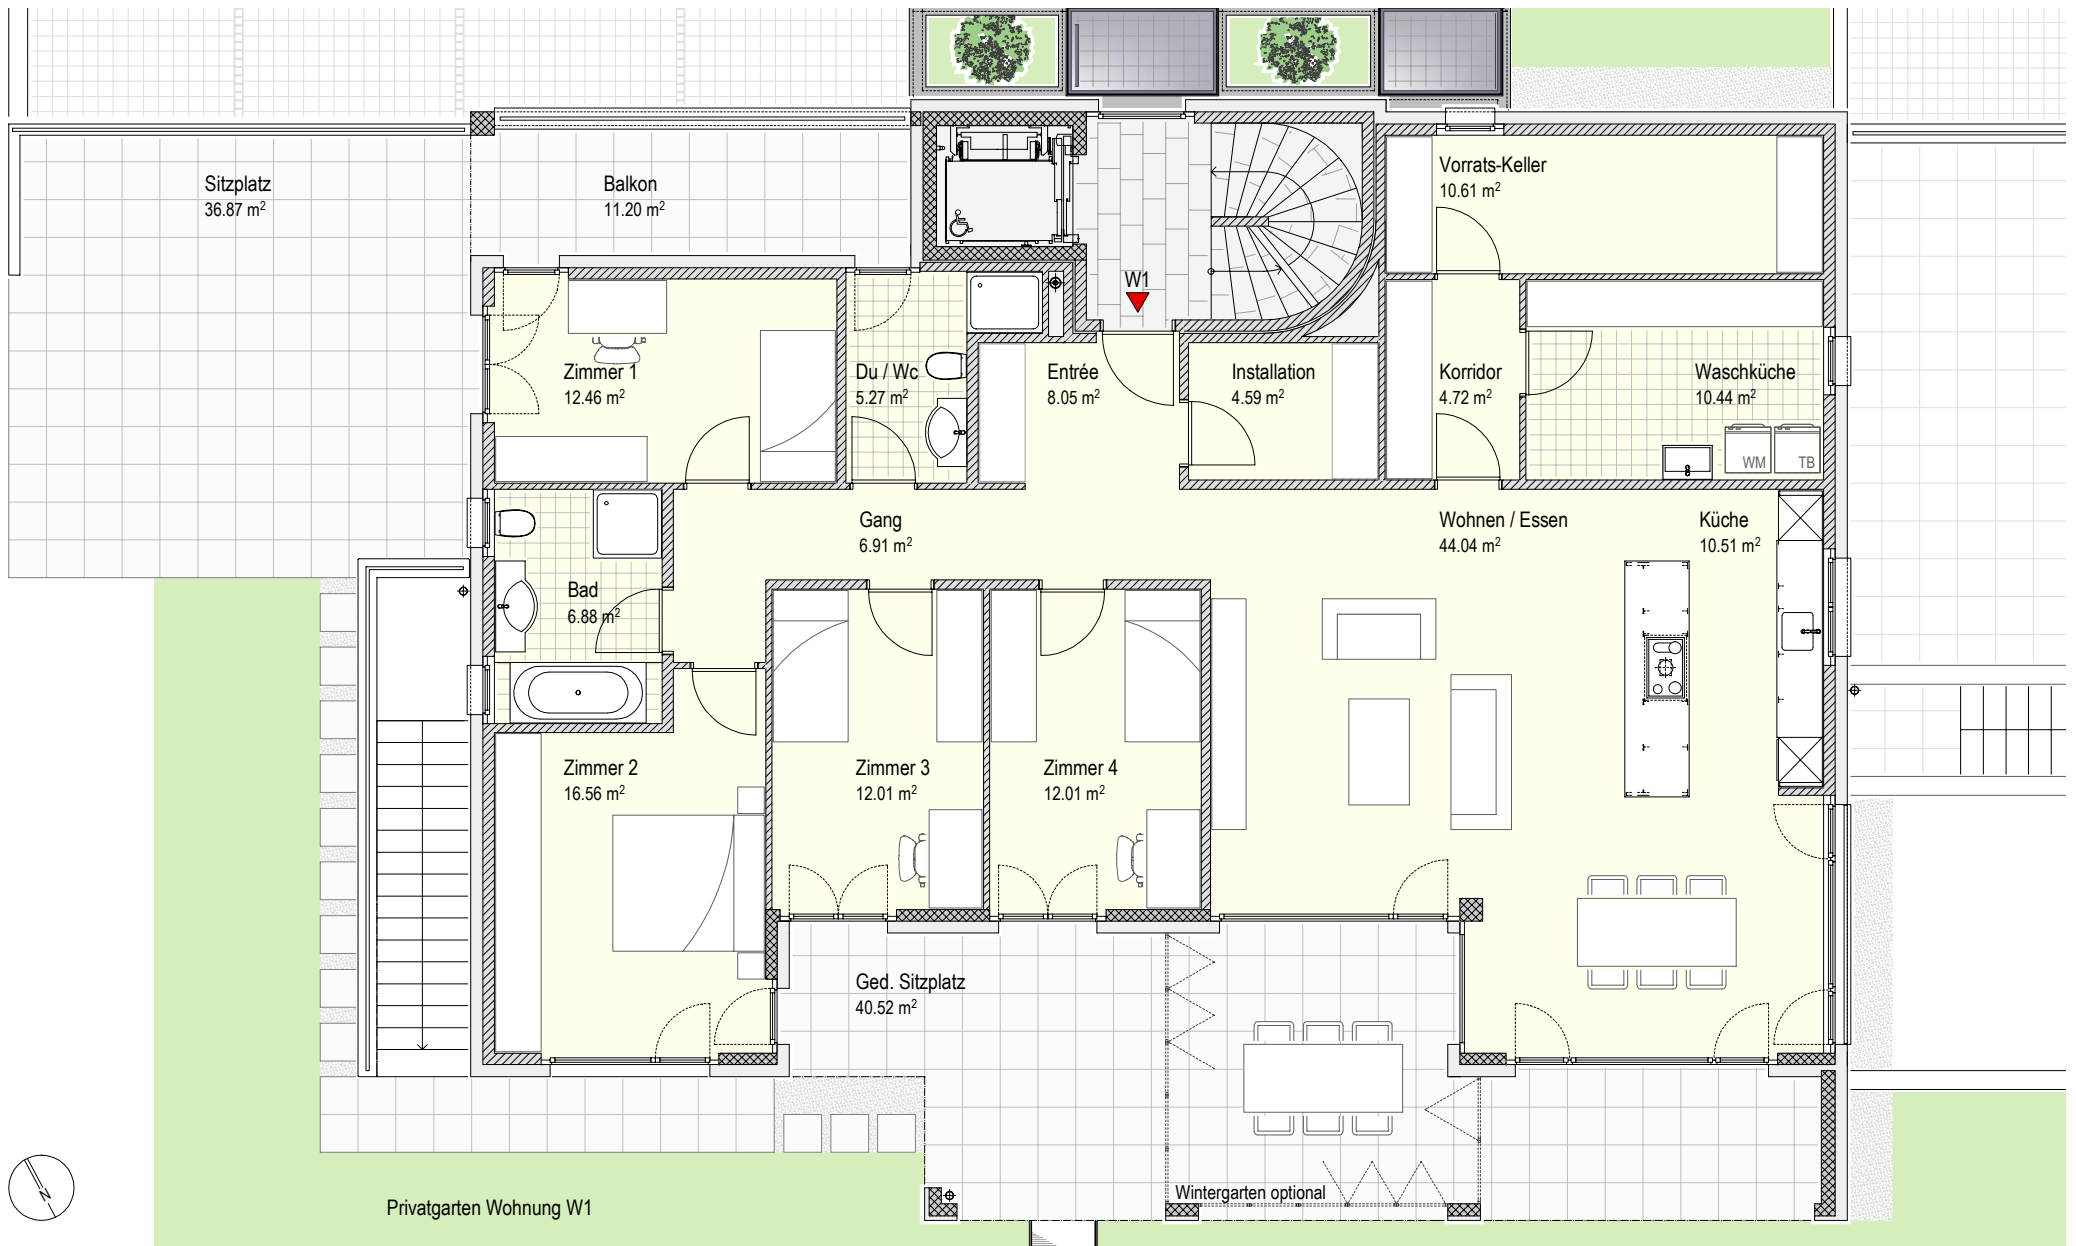 Vorrats-Keller
10.61 m²
Sitzplatz
36.87 m²
Balkon
11.20 m²
W1
Zimmer 1
12.46 m²
Du / Wc
5.27 m²
Entrée
8.05 m²
Installation
4.59 m²
Korridor
4.72 m²
Waschküche
10.44 m²
WM
TB
Gang
6.91 m²
Wohnen / Essen
44.04 m²
Küche
10.51 m²
Bad
6.88 m²
Zimmer 2
16.56 m²
Zimmer 3
12.01 m²
Zimmer 4
12.01 m²
Ged. Sitzplatz
40.52 m²
Wintergarten optional
N
Privatgarten Wohnung W1